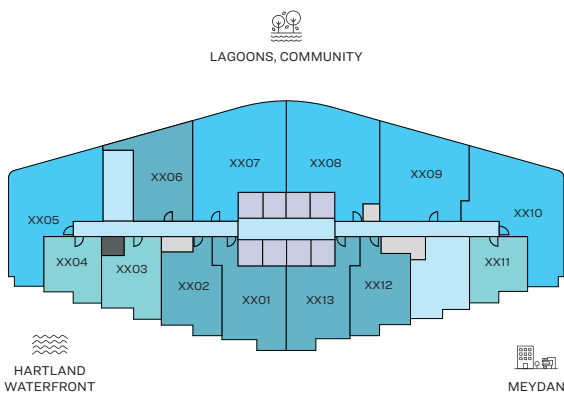 LAGOONS, COMMUNITY
XX07
XX08
XX06
XX09
XX05
XX10
XX04
XX03
XX11
XX02
XX12
XX01
XX13
HARTLAND
WATERFRONT
MEYDAN